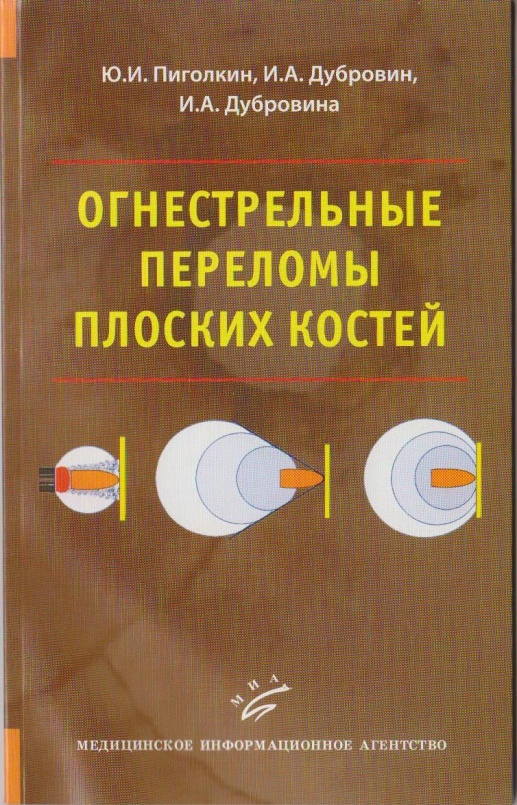 Ю.И. Пиголкин, И.А. Дубровин,
И.А. Дубровина
ОГНЕСТРЕЛЬНЫЕ
ПЕРЕЛОМЫ
ПЛОСКИХ КОСТЕЙ
МИА
МЕДИЦИНСКОЕ ИНФОРМАЦИОННОЕ АГЕНТСТВО